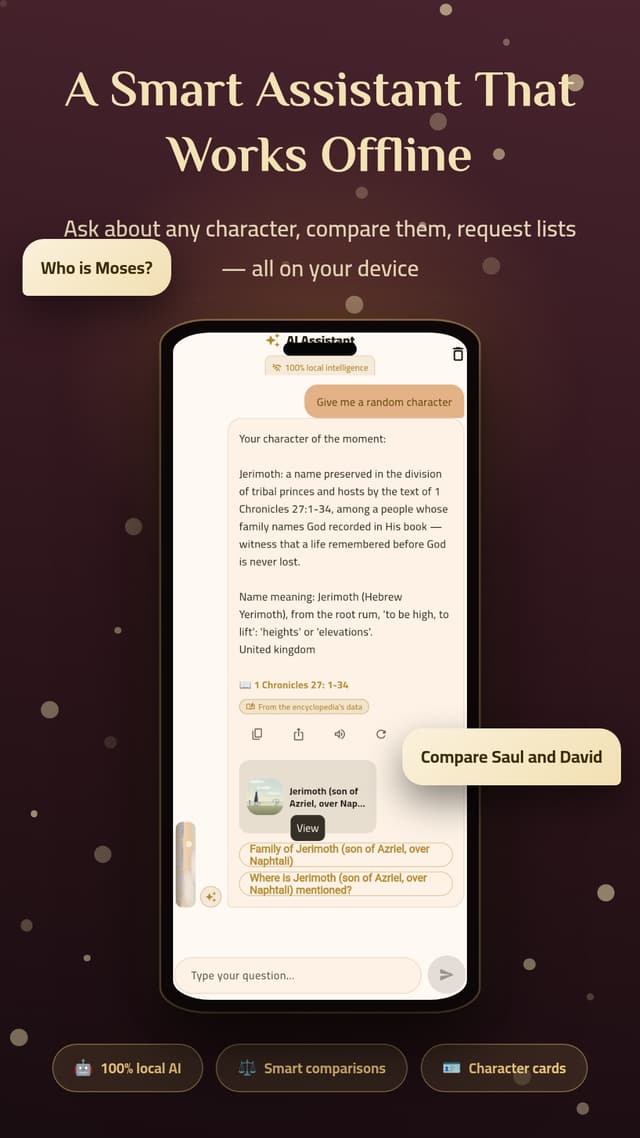 A Smart Assistant That
Works Offline
Ask about any character, compare them, request lists
— all on your device
Who is Moses?
AI Assistant
100% local intelligence
Give me a random character
Your character of the moment:
Jerimoth: a name preserved in the division
of tribal princes and hosts by the text of 1
Chronicles 27:1-34, among a people whose
family names God recorded in His book —
witness that a life remembered before God
is never lost.
Name meaning: Jerimoth (Hebrew
Yerimoth), from the root rum, 'to be high, to
lift': 'heights' or 'elevations'.
United kingdom
📖 1 Chronicles 27: 1-34
From the encyclopedia's data
Compare Saul and David
Jerimoth (son of
Azriel, over Nap...
View
Family of Jerimoth (son of Azriel, over
Naphtali)
Where is Jerimoth (son of Azriel, over
Naphtali) mentioned?
Type your question...
🤖 100% local AI
⚖️ Smart comparisons
🪪 Character cards